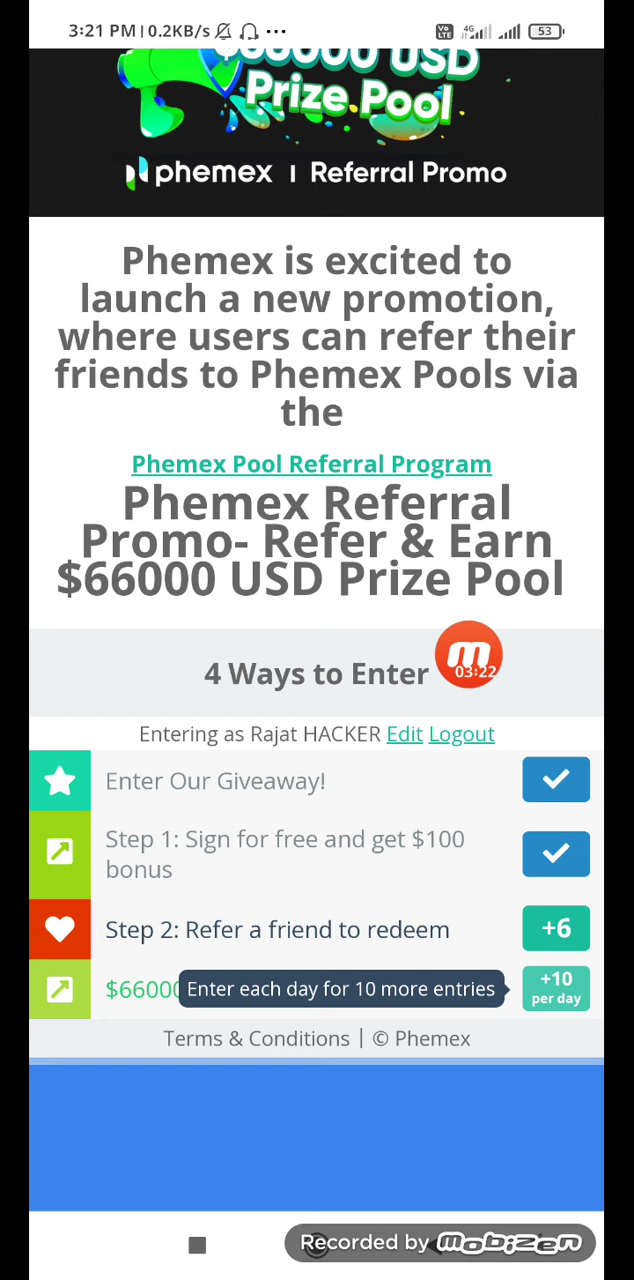 3:21 PM | 0.2KB/s ...
Vo LTE 4G 53
$66000 USD
Prize Pool
phemex | Referral Promo
Phemex is excited to
launch a new promotion,
where users can refer their
friends to Phemex Pools via
the
Phemex Pool Referral Program
Phemex Referral
Promo- Refer & Earn
$66000 USD Prize Pool
4 Ways to Enter
m
03:22
Entering as Rajat HACKER Edit Logout
Enter Our Giveaway!
Step 1: Sign for free and get $100
bonus
Step 2: Refer a friend to redeem +6
$66000 Enter each day for 10 more entries +10
per day
Terms & Conditions | © Phemex
Recorded by mobizen